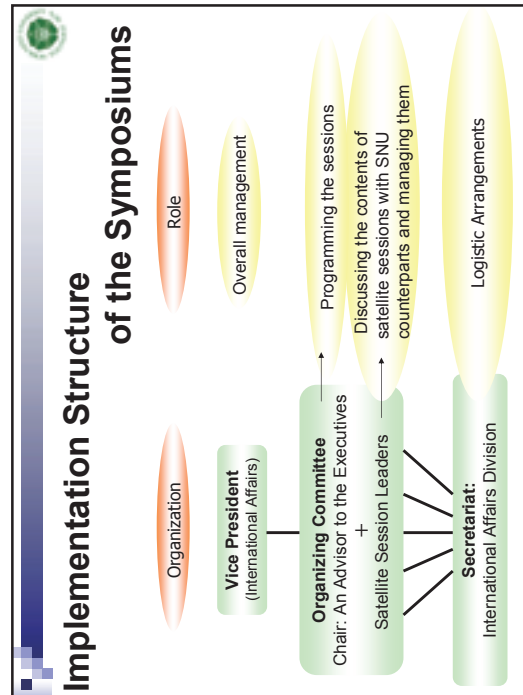 Implementation Structure
of the Symposiums
Organization
Role
Vice President
(International Affairs)
Overall management
Organizing Committee
Chair: An Advisor to the Executives
+
Satellite Session Leaders
Programming the sessions
Discussing the contents of
satellite sessions with SNU
counterparts and managing them
Secretariat:
International Affairs Division
Logistic Arrangements